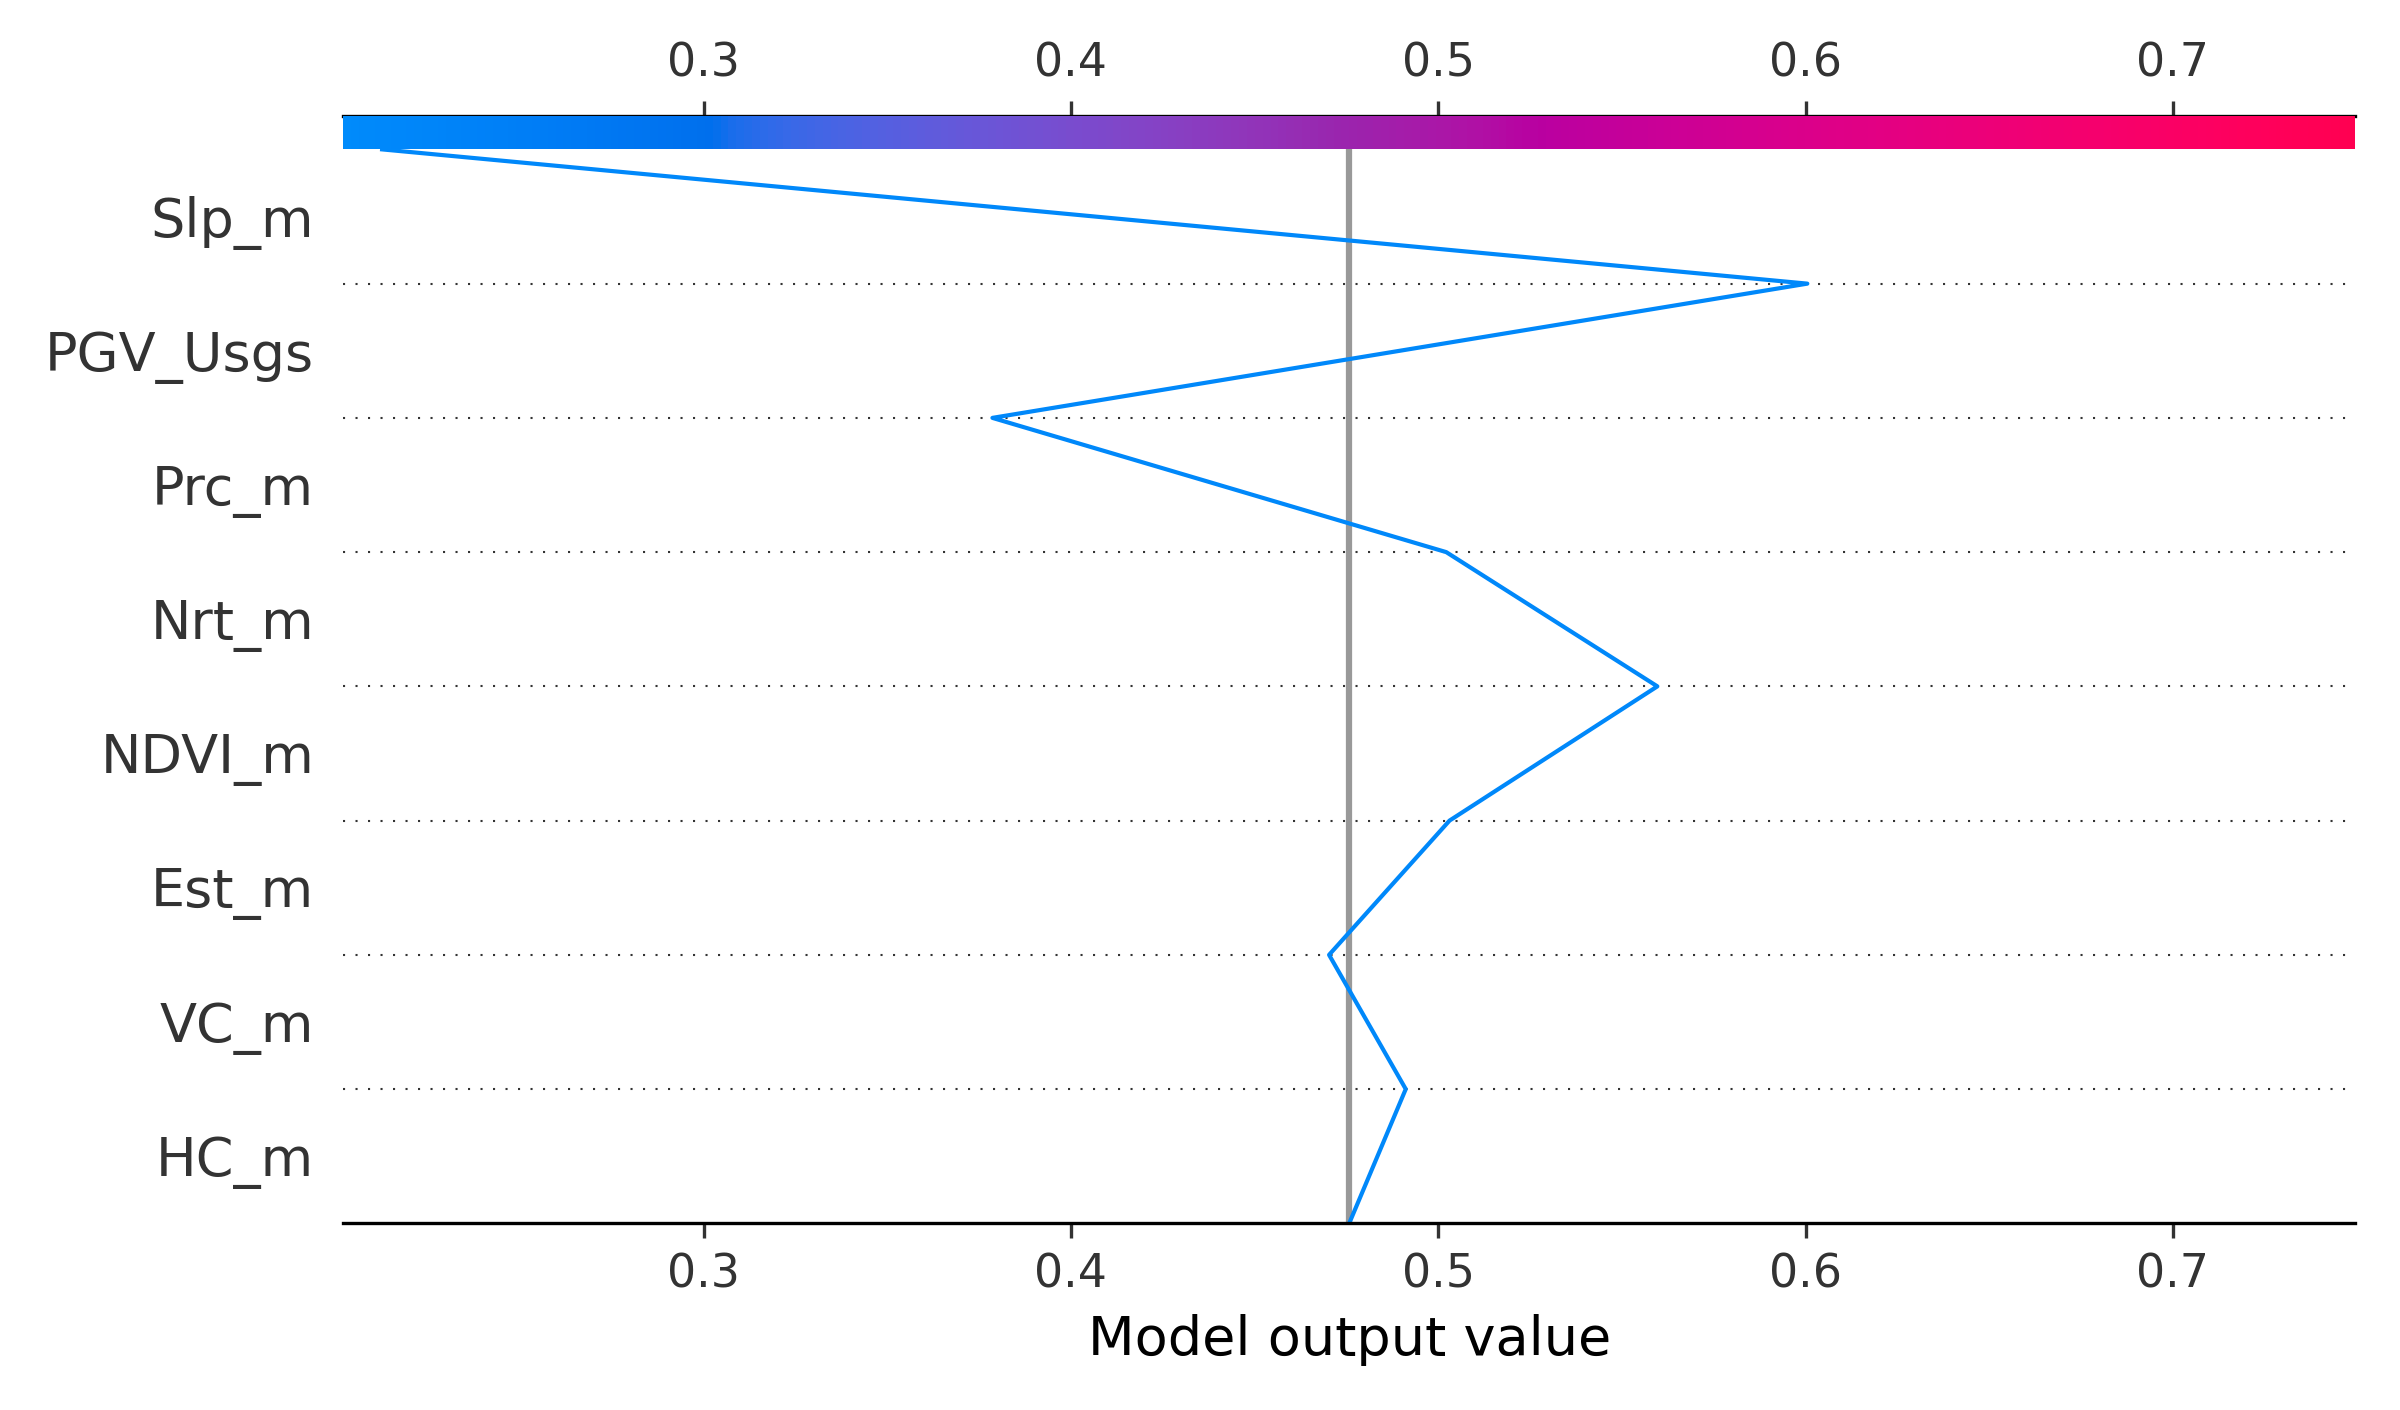 0.3 0.4 0.5 0.6 0.7
Slp_m
PGV_Usgs
Prc_m
Nrt_m
NDVI_m
Est_m
VC_m
HC_m
0.3 0.4 0.5 0.6 0.7
Model output value